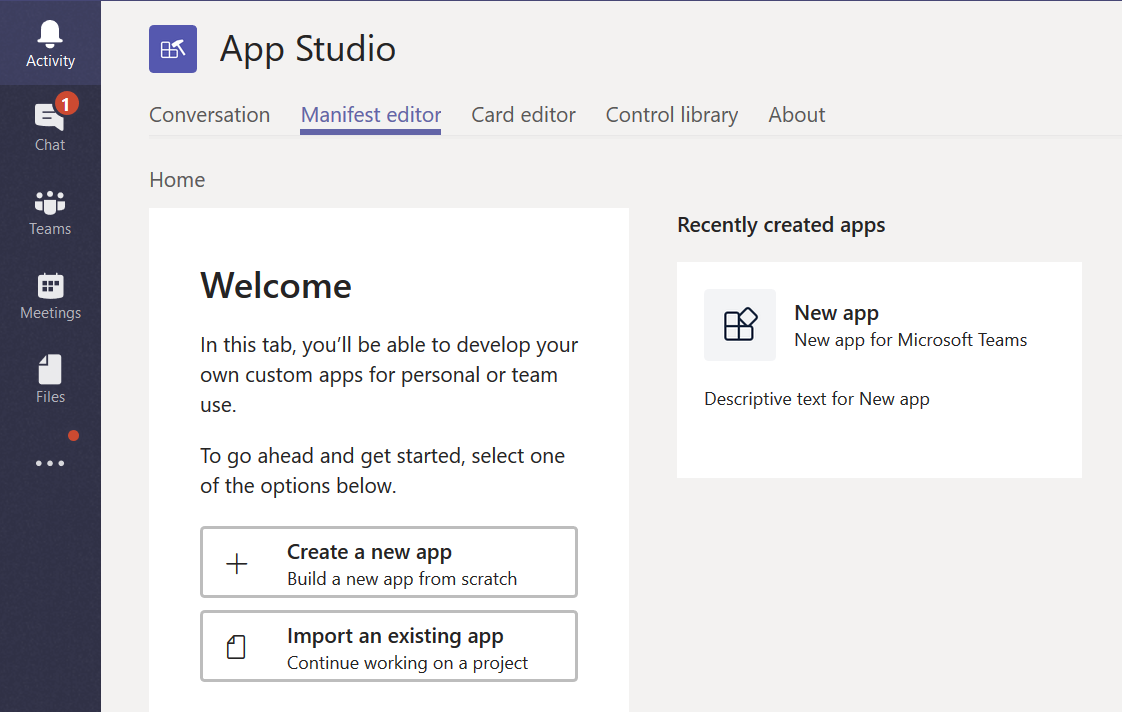 Activity
1
Chat
Teams
Meetings
Files
App Studio
Conversation Manifest editor Card editor Control library About
Home
Welcome
In this tab, you’ll be able to develop your
own custom apps for personal or team
use.
To go ahead and get started, select one
of the options below.
Create a new app
Build a new app from scratch
Import an existing app
Continue working on a project
Recently created apps
New app
New app for Microsoft Teams
Descriptive text for New app